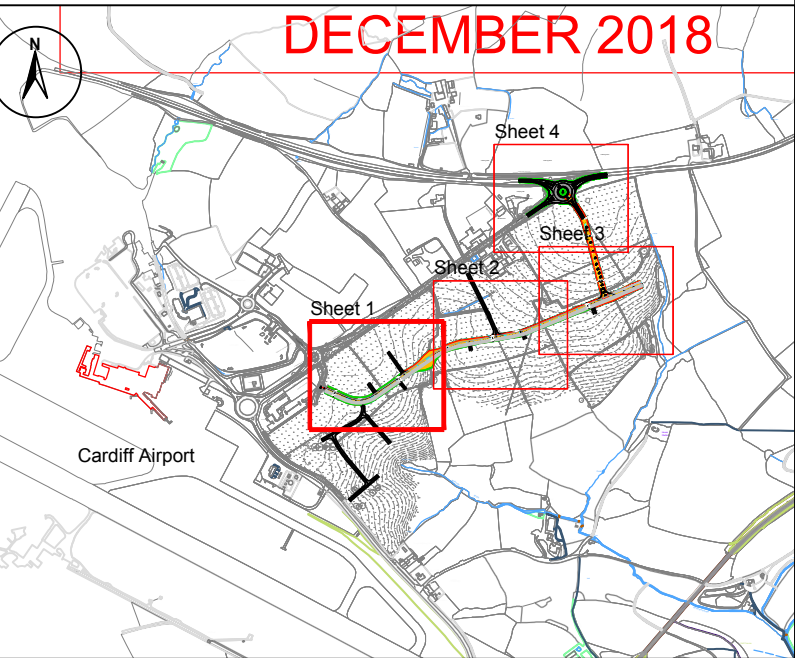 DECEMBER 2018
N
Sheet 4
Sheet 3
Sheet 2
Sheet 1
Cardiff Airport